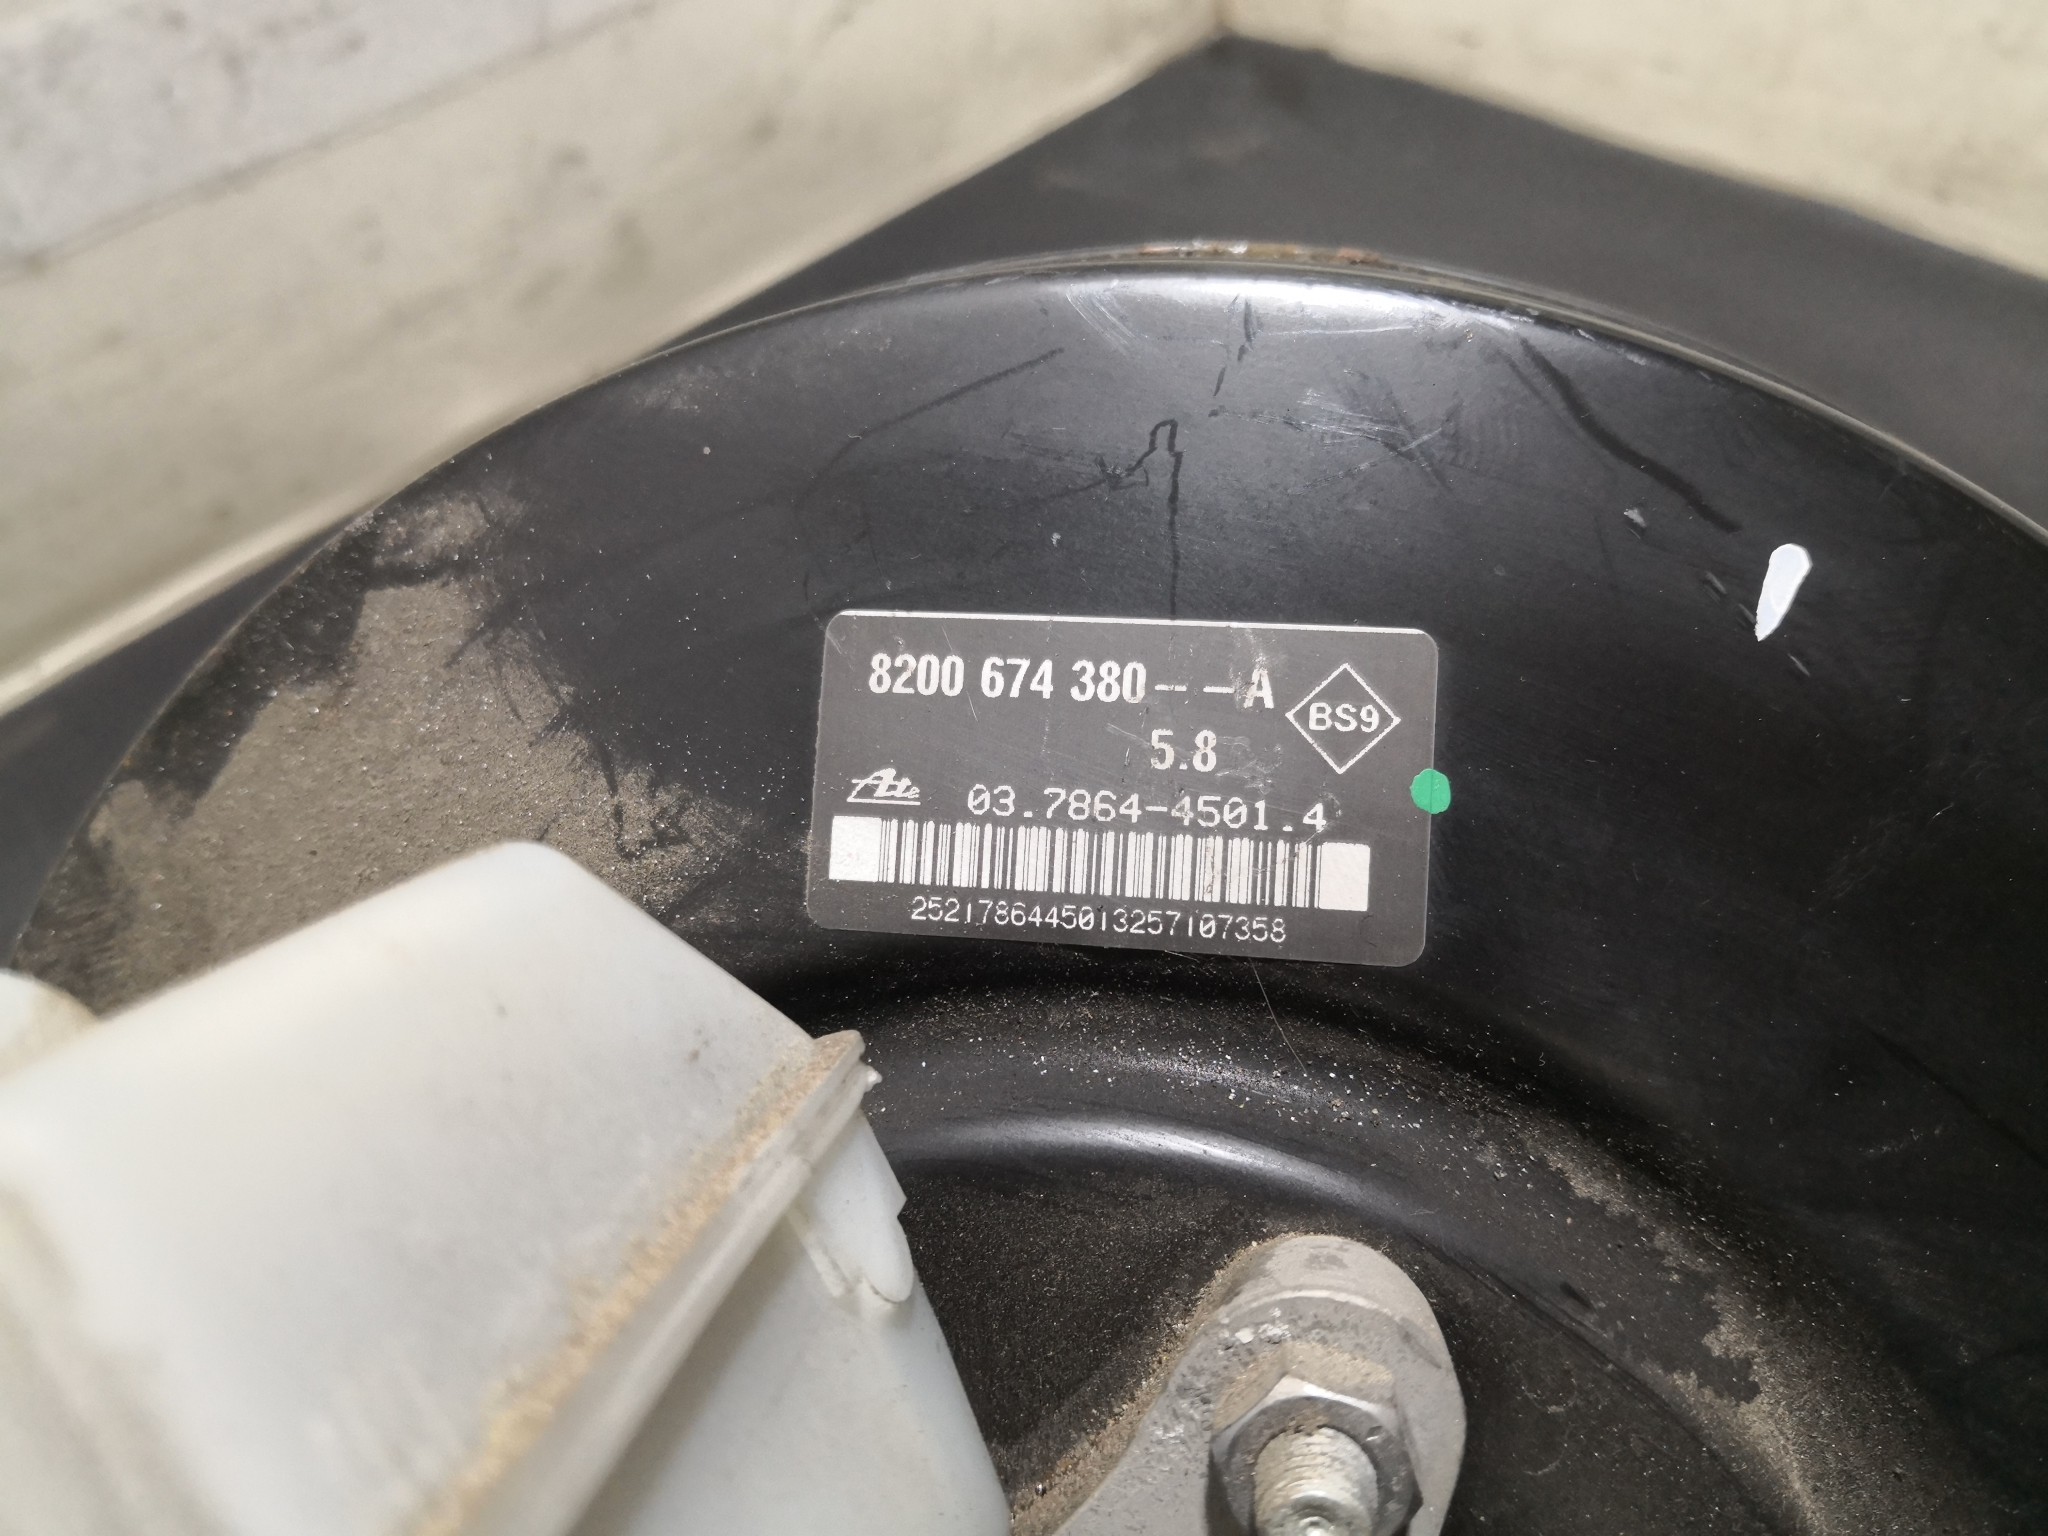 8200 674 380 - - A
BS9
5.8
Ate 03.7864-4501.4
2521786445013257107358